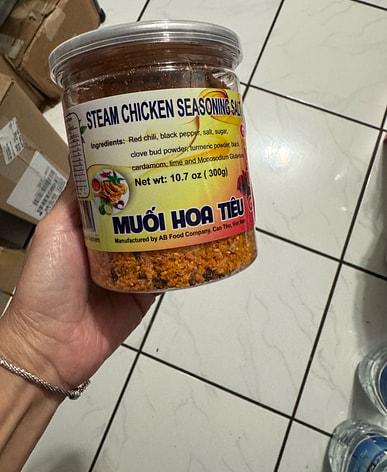 STEAM CHICKEN SEASONING SALT
Ingredients: Red chili, black pepper, salt, sugar,
clove bud powder, turmeric powder, black
cardamom, lime and Monosodium Glutamate
Net wt: 10.7 oz ( 300g)
MUỐI HOA TIÊU
Manufactured by AB Food Company, Can Tho, Viet Nam